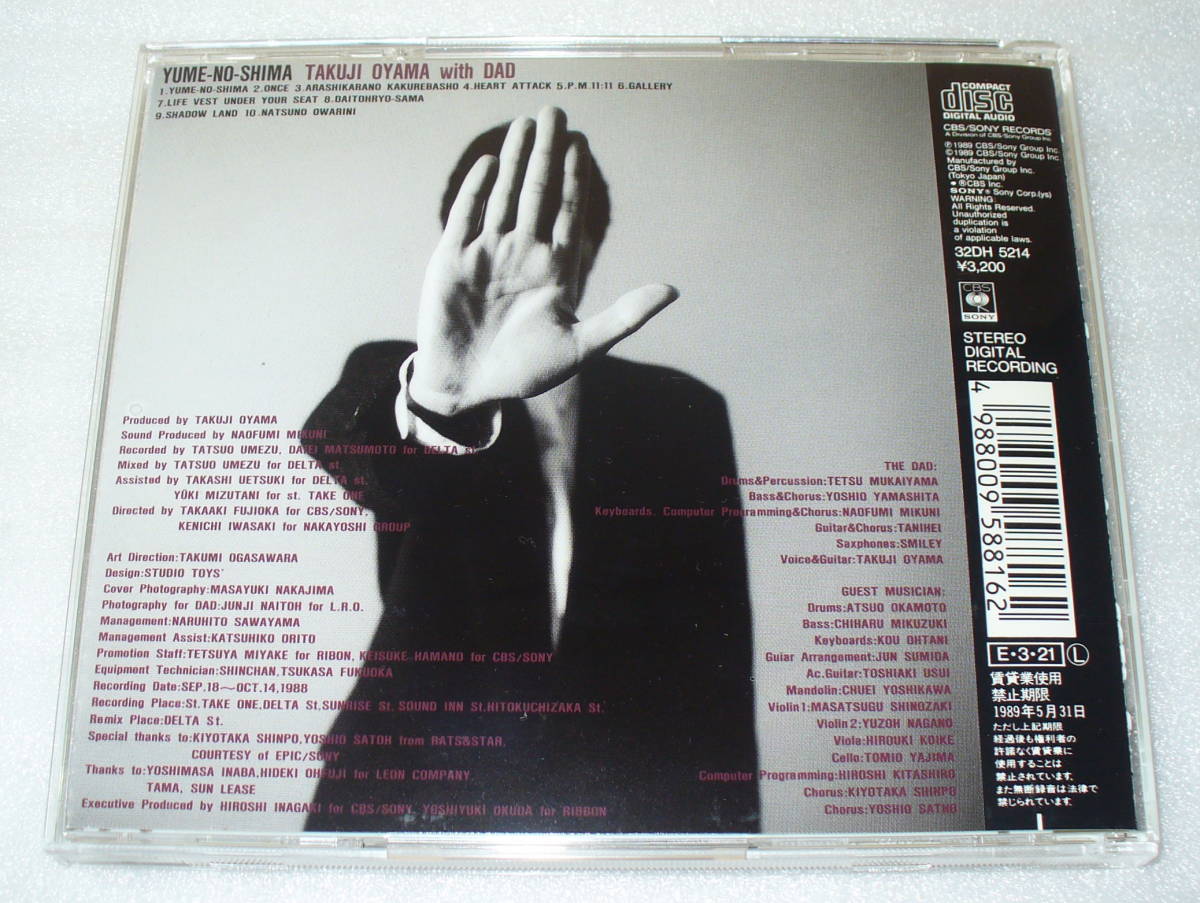 YUME-NO-SHIMA TAKUJI OYAMA with DAD
1.YUME-NO-SHIMA 2.ONCE 3.ARASHIKARANO KAKUREBASHO 4.HEART ATTACK 5.P.M.11:11 6.GALLERY
7.LIFE VEST UNDER YOUR SEAT 8.DAITOHRYO-SAMA
9.SHADOW LAND 10.NATSUNO OWARINI
Produced by TAKUJI OYAMA
Sound Produced by NAOFUMI MIKUNI
Recorded by TATSUO UMEZU, DAIEI MATSUMOTO for DELTA st.
Mixed by TATSUO UMEZU for DELTA st.
Assisted by TAKASHI UETSUKI for DELTA st.
YŪKI MIZUTANI for st. TAKE ONE
Directed by TAKAAKI FUJIOKA for CBS/SONY,
KENICHI IWASAKI for NAKAYOSHI GROUP
Art Direction:TAKUMI OGASAWARA
Design:STUDIO TOYS'
Cover Photography:MASAYUKI NAKAJIMA
Photography for DAD:JUNJI NAITOH for L.R.O.
Management:NARUHITO SAWAYAMA
Management Assist:KATSUHIKO ORITO
Promotion Staff:TETSUYA MIYAKE for RIBON, KEISUKE HAMANO for CBS/SONY
Equipment Technician:SHINCHAN,TSUKASA FUKUOKA
Recording Date:SEP.18～OCT.14,1988
Recording Place:St.TAKE ONE,DELTA St,SUNRISE St. SOUND INN St.HITOKUCHIZAKA St.
Remix Place:DELTA St.
Special thanks to:KIYOTAKA SHINPO,YOSHIO SATOH from RATS&STAR,
COURTESY of EPIC/SONY
Thanks to:YOSHIMASA INABA,HIDEKI OHFUJI for LEON COMPANY,
TAMA, SUN LEASE
Executive Produced by HIROSHI INAGAKI for CBS/SONY, YOSHIYUKI OKUDA for RIBBON
THE DAD:
Drums&Percussion:TETSU MUKAIYAMA
Bass&Chorus:YOSHIO YAMASHITA
Keyboards, Computer Programming&Chorus:NAOFUMI MIKUNI
Guitar&Chorus:TANIHEI
Saxphones:SMILEY
Voice&Guitar:TAKUJI OYAMA
GUEST MUSICIAN:
Drums:ATSUO OKAMOTO
Bass:CHIHARU MIKUZUKI
Keyboards:KOU OHTANI
Guiar Arrangement:JUN SUMIDA
Ac.Guitar:TOSHIAKI USUI
Mandolin:CHUEI YOSHIKAWA
Violin1:MASATSUGU SHINOZAKI
Violin2:YUZOH NAGANO
Viola:HIROUKI KOIKE
Cello:TOMIO YAJIMA
Computer Programming:HIROSHI KITASHIRO
Chorus:KIYOTAKA SHINPO
Chorus:YOSHIO SATHO
COMPACT
disc
DIGITAL AUDIO
CBS/SONY RECORDS
A Division of CBS/Sony Group Inc.
℗1989 CBS/Sony Group Inc.
©1989 CBS/Sony Group Inc.
Manufactured by
CBS/Sony Group Inc.
(Tokyo Japan)
●®CBS Inc.
SONY® Sony Corp.(ys)
WARNING:
All Rights Reserved.
Unauthorized
duplication is
a violation
of applicable laws.
32DH 5214
¥3,200
CBS
SONY
STEREO
DIGITAL
RECORDING
4 988009 588162
E・3・21 Ⓛ
賃貸業使用
禁止期限
1989年5月31日
ただし上記期限
経過後も権利者の
許諾なく賃貸業に
使用することは
禁止されています。
また無断録音は法律で
禁じられています。